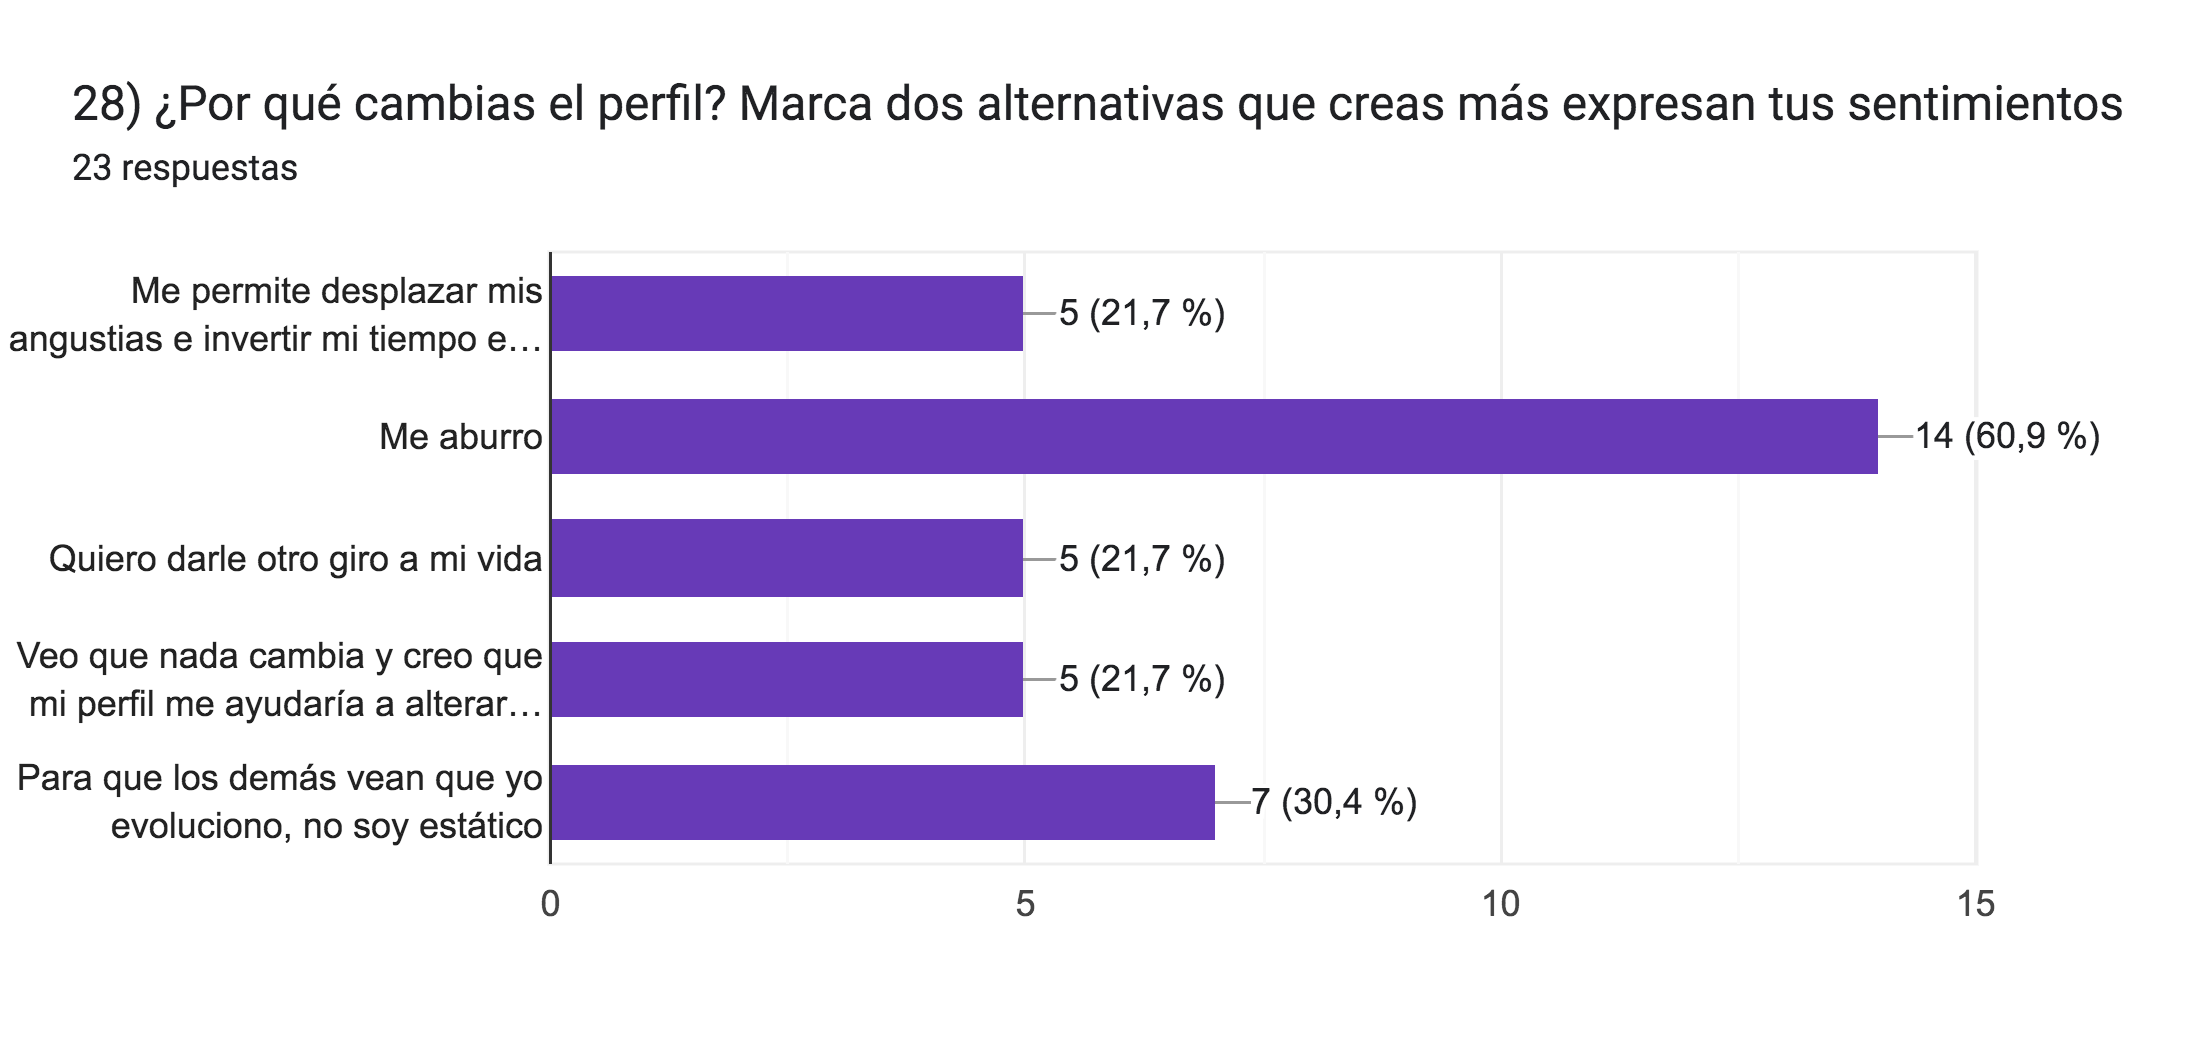 28) ¿Por qué cambias el perfil? Marca dos alternativas que creas más expresan tus sentimientos
23 respuestas
Me permite desplazar mis
angustias e invertir mi tiempo e…
5 (21,7 %)
Me aburro
14 (60,9 %)
Quiero darle otro giro a mi vida
5 (21,7 %)
Veo que nada cambia y creo que
mi perfil me ayudaría a alterar…
5 (21,7 %)
Para que los demás vean que yo
evoluciono, no soy estático
7 (30,4 %)
0 5 10 15